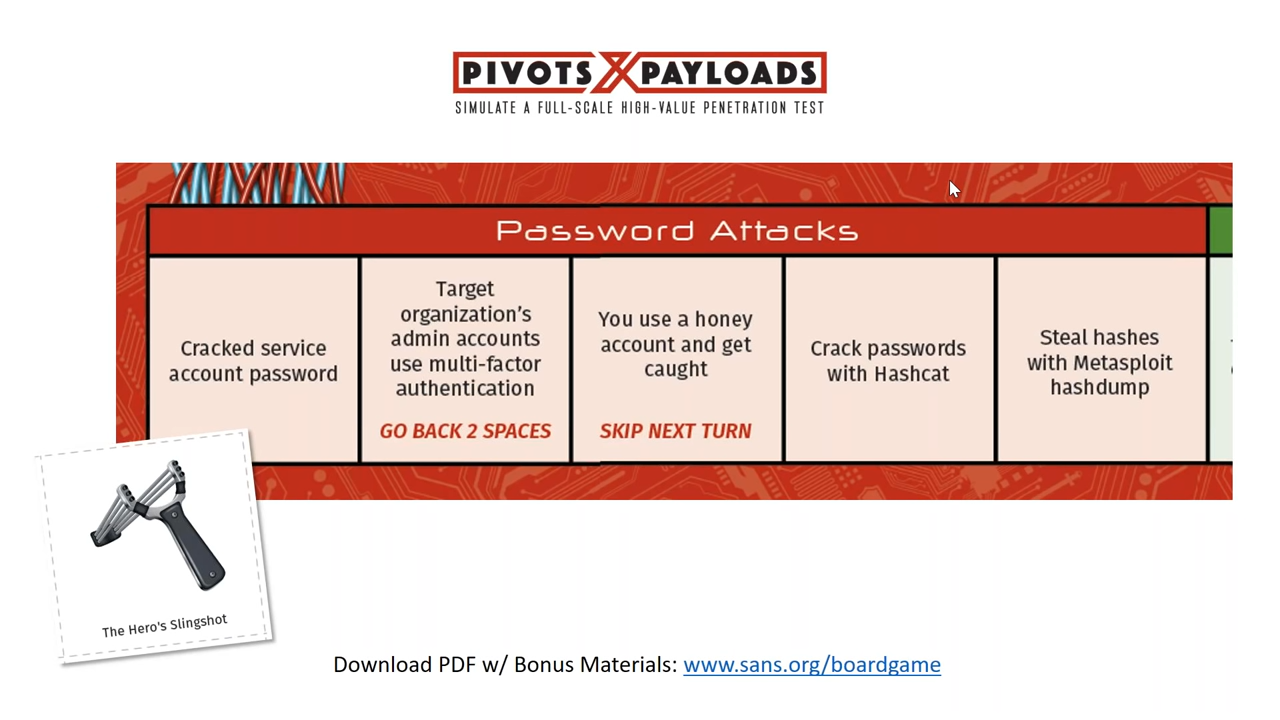 PIVOTS X PAYLOADS
SIMULATE A FULL-SCALE HIGH-VALUE PENETRATION TEST
Password Attacks
Cracked service
account password
Target
organization's
admin accounts
use multi-factor
authentication
GO BACK 2 SPACES
You use a honey
account and get
caught
SKIP NEXT TURN
Crack passwords
with Hashcat
Steal hashes
with Metasploit
hashdump
The Hero's Slingshot
Download PDF w/ Bonus Materials: www.sans.org/boardgame